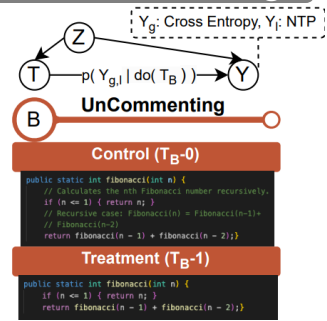 Yg: Cross Entropy, Yl: NTP
Z
T
p( Yg,l | do( TB ) )
Y
UnCommenting
B
Control (TB-0)
public static int fibonacci(int n) {
// Calculates the nth Fibonacci number recursively.
if (n <= 1) { return n; }
// Recursive case: Fibonacci(n) = Fibonacci(n-1)+
// Fibonacci(n-2)
return fibonacci(n - 1) + fibonacci(n - 2);}
Treatment (TB-1)
public static int fibonacci(int n) {
if (n <= 1) { return n; }
return fibonacci(n - 1) + fibonacci(n - 2);}